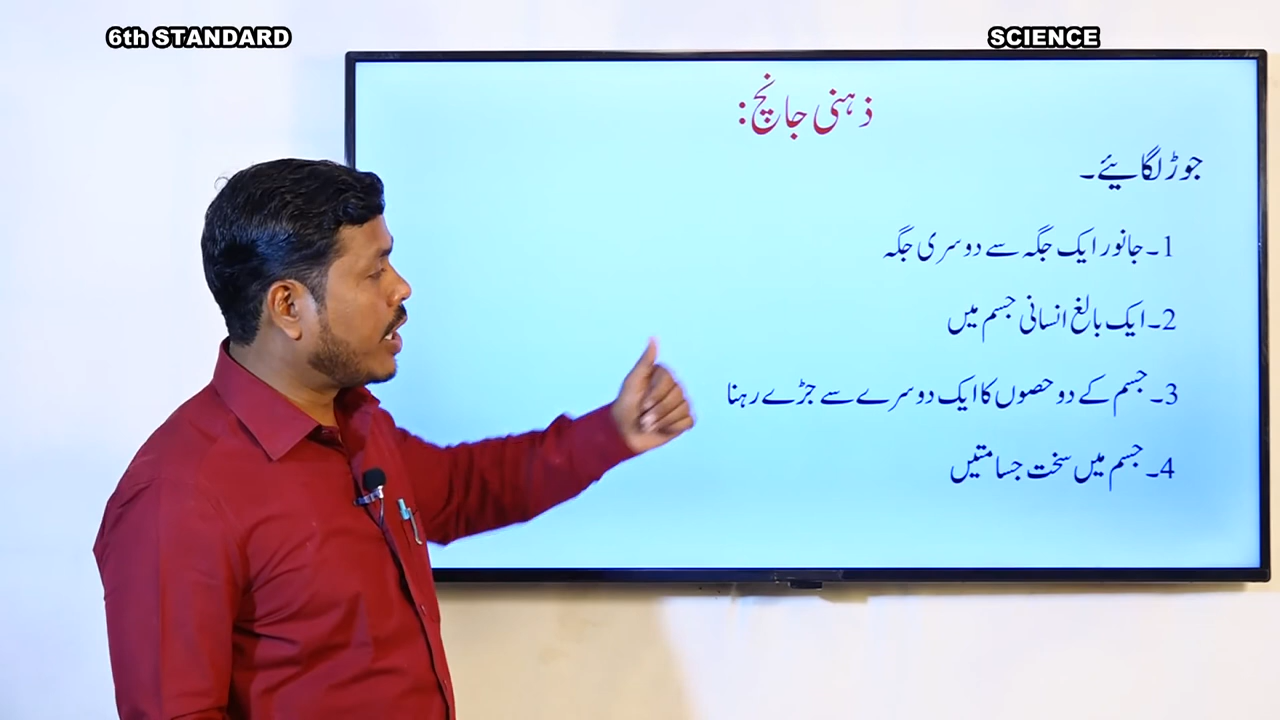 6th STANDARD
SCIENCE
ذہنی جانچ:
جوڑ لگائیے۔
1۔ جانور ایک جگہ سے دوسری جگہ
2۔ ایک بالغ انسانی جسم میں
3۔ جسم کے دو حصوں کا ایک دوسرے سے جڑے رہنا
4۔ جسم میں سخت جسامتیں